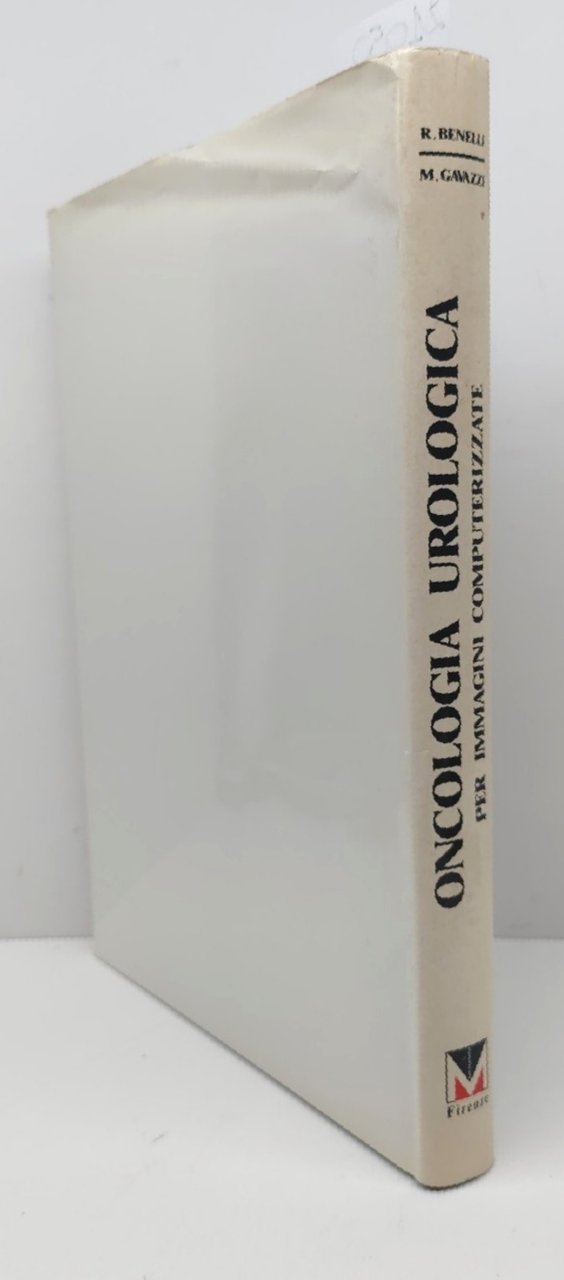 R. BENELLI
M. GAVAZZI
ONCOLOGIA UROLOGICA
PER IMMAGINI COMPUTERIZZATE
Firenze